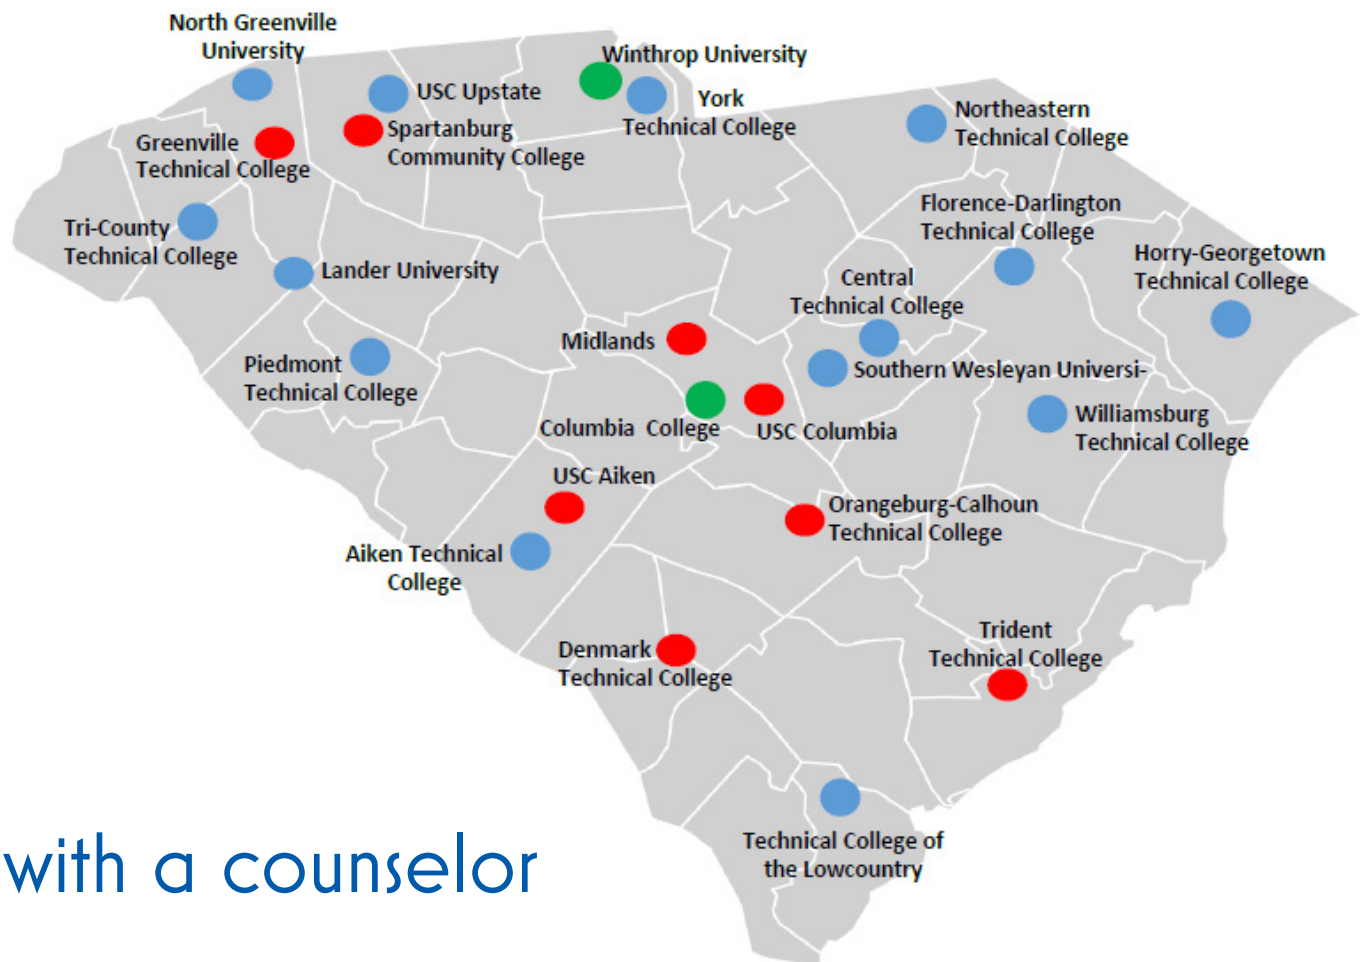 North Greenville
University
Winthrop University
USC Upstate
York
Technical College
Northeastern
Technical College
Greenville
Technical College
Spartanburg
Community College
Florence-Darlington
Technical College
Tri-County
Technical College
Horry-Georgetown
Technical College
Lander University
Central
Technical College
Midlands
Piedmont
Technical College
Southern Wesleyan Universi-
Columbia College
USC Columbia
Williamsburg
Technical College
USC Aiken
Orangeburg-Calhoun
Technical College
Aiken Technical
College
Denmark
Technical College
Trident
Technical College
Technical College of
the Lowcountry
with a counselor